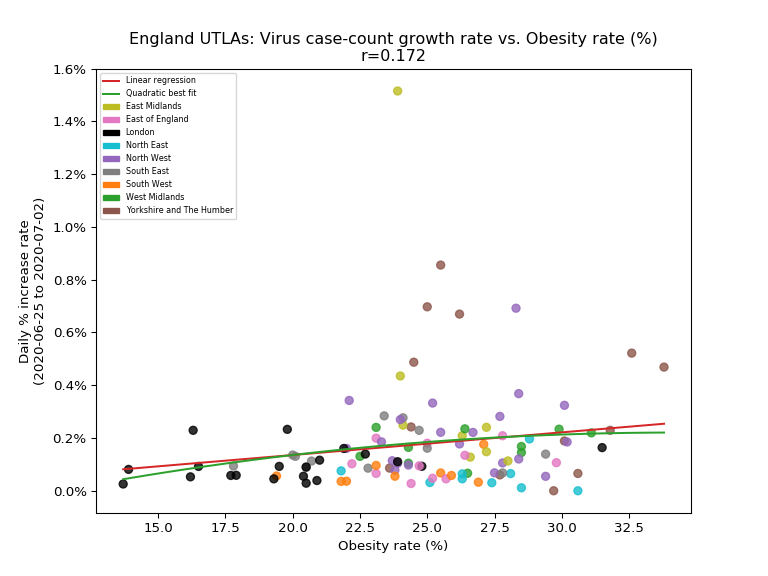 England UTLAs: Virus case-count growth rate vs. Obesity rate (%)
r=0.172
1.6%
1.4%
1.2%
1.0%
0.8%
0.6%
0.4%
0.2%
0.0%
Daily % increase rate
(2020-06-25 to 2020-07-02)
Linear regression
Quadratic best fit
East Midlands
East of England
London
North East
North West
South East
South West
West Midlands
Yorkshire and The Humber
15.0 17.5 20.0 22.5 25.0 27.5 30.0 32.5
Obesity rate (%)